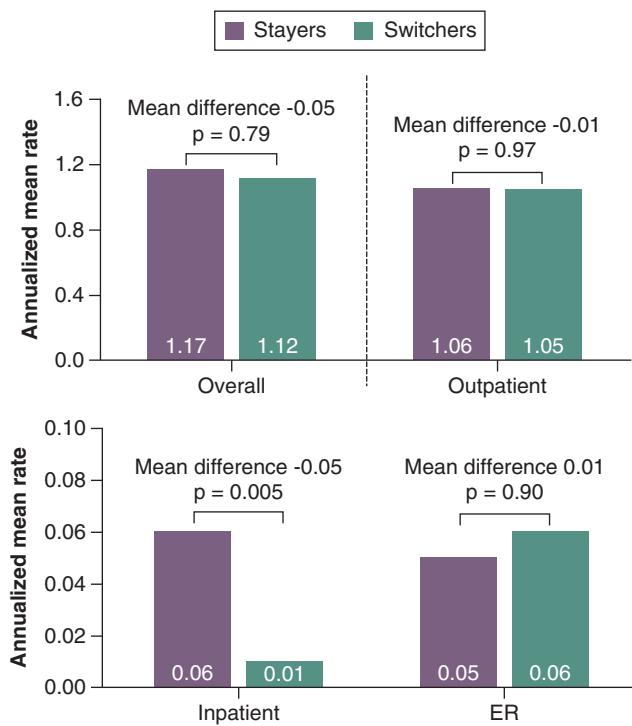 Stayers Switchers
Annualized mean rate
1.6
1.2
0.8
0.4
0.0
Mean difference -0.05
p = 0.79
Mean difference -0.01
p = 0.97
1.17 1.12 1.06 1.05
Overall Outpatient
Annualized mean rate
0.10
0.08
0.06
0.04
0.02
0.00
Mean difference -0.05
p = 0.005
Mean difference 0.01
p = 0.90
0.06 0.01 0.05 0.06
Inpatient ER